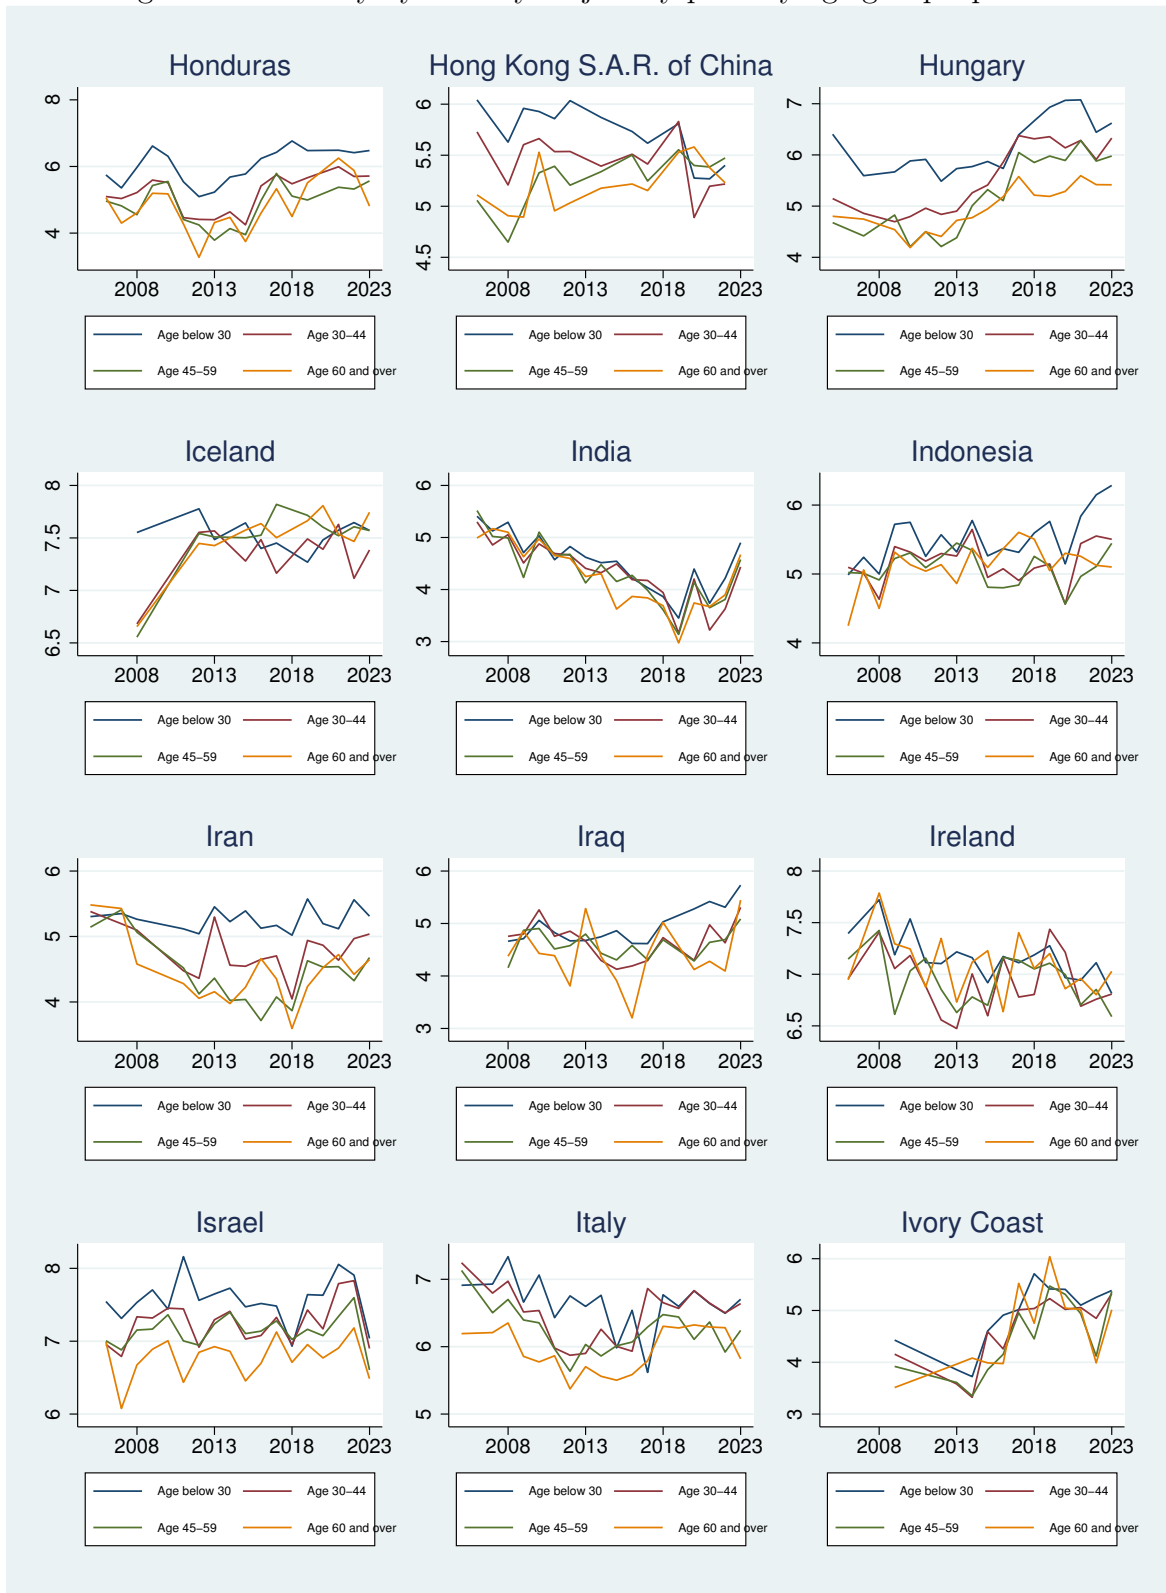 Honduras
Hong Kong S.A.R. of China
Hungary
8
6
4
2008 2013 2018 2023
6
5.5
5
4.5
2008 2013 2018 2023
7
6
5
4
2008 2013 2018 2023
Age below 30 Age 30–44
Age 45–59 Age 60 and over
Age below 30 Age 30–44
Age 45–59 Age 60 and over
Age below 30 Age 30–44
Age 45–59 Age 60 and over
Iceland
India
Indonesia
8
7.5
7
6.5
2008 2013 2018 2023
6
5
4
3
2008 2013 2018 2023
6
5
4
2008 2013 2018 2023
Age below 30 Age 30–44
Age 45–59 Age 60 and over
Age below 30 Age 30–44
Age 45–59 Age 60 and over
Age below 30 Age 30–44
Age 45–59 Age 60 and over
Iran
Iraq
Ireland
6
5
4
2008 2013 2018 2023
6
5
4
3
2008 2013 2018 2023
8
7.5
7
6.5
2008 2013 2018 2023
Age below 30 Age 30–44
Age 45–59 Age 60 and over
Age below 30 Age 30–44
Age 45–59 Age 60 and over
Age below 30 Age 30–44
Age 45–59 Age 60 and over
Israel
Italy
Ivory Coast
8
7
6
2008 2013 2018 2023
7
6
5
2008 2013 2018 2023
6
5
4
3
2008 2013 2018 2023
Age below 30 Age 30–44
Age 45–59 Age 60 and over
Age below 30 Age 30–44
Age 45–59 Age 60 and over
Age below 30 Age 30–44
Age 45–59 Age 60 and over